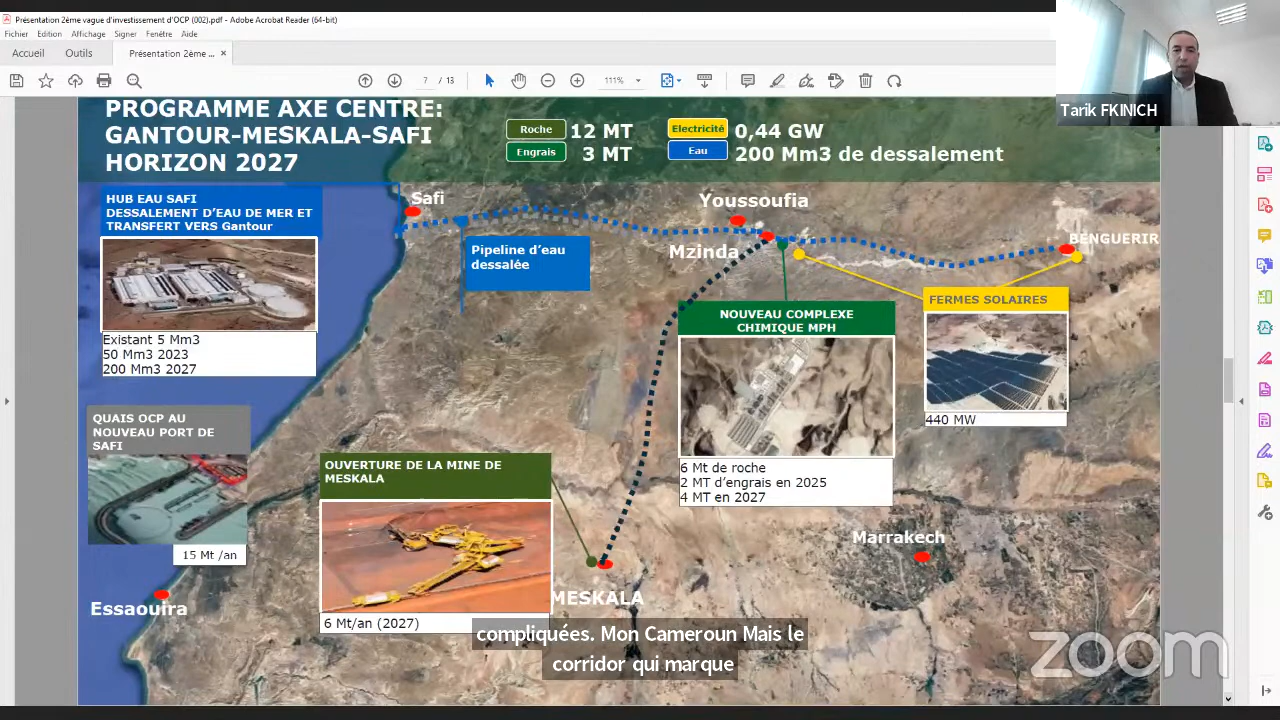 Présentation 2ème vague d'investissement d'OCP (002).pdf - Adobe Acrobat Reader (64-bit)
Fichier Edition Affichage Signer Fenêtre Aide
Accueil Outils Présentation 2ème ... ×
7 / 13 111%
Tarik FKINICH
PROGRAMME AXE CENTRE:
GANTOUR-MESKALA-SAFI
HORIZON 2027
Roche 12 MT
Engrais 3 MT
Electricité 0,44 GW
Eau 200 Mm3 de dessalement
HUB EAU SAFI
DESSALEMENT D'EAU DE MER ET
TRANSFERT VERS Gantour
Existant 5 Mm3
50 Mm3 2023
200 Mm3 2027
Safi
Pipeline d'eau
dessalée
Youssoufia
Mzinda
BENGUERIR
FERMES SOLAIRES
440 MW
NOUVEAU COMPLEXE
CHIMIQUE MPH
6 Mt de roche
2 MT d'engrais en 2025
4 MT en 2027
QUAIS OCP AU
NOUVEAU PORT DE
SAFI
15 Mt /an
OUVERTURE DE LA MINE DE
MESKALA
6 Mt/an (2027)
Marrakech
Essaouira
MESKALA
compliquées. Mon Cameroun Mais le
corridor qui marque
zoom